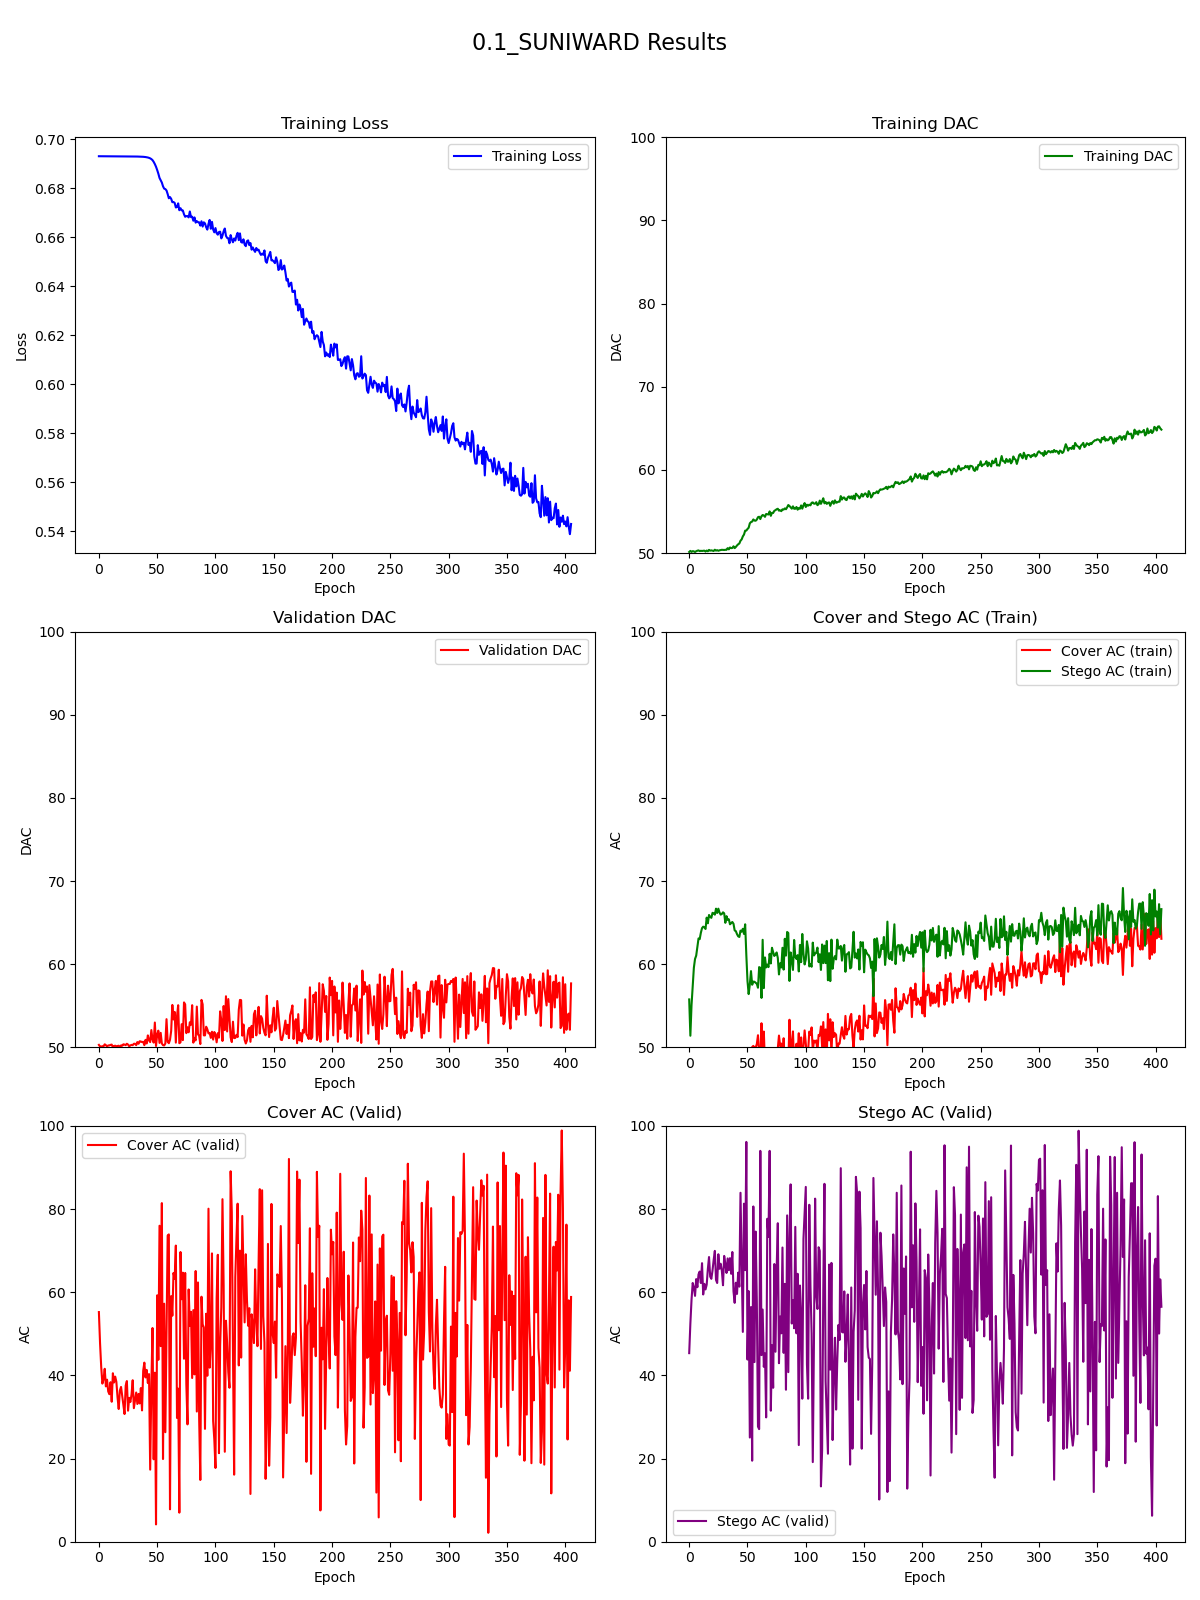 0.1_SUNIWARD Results
Training Loss
Training DAC
0.70
0.68
0.66
0.64
0.62
0.60
0.58
0.56
0.54
Loss
Training Loss
0 50 100 150 200 250 300 350 400
Epoch
100
90
80
70
60
50
DAC
Training DAC
0 50 100 150 200 250 300 350 400
Epoch
Validation DAC
Cover and Stego AC (Train)
100
90
80
70
60
50
DAC
Validation DAC
0 50 100 150 200 250 300 350 400
Epoch
100
90
80
70
60
50
AC
Cover AC (train)
Stego AC (train)
0 50 100 150 200 250 300 350 400
Epoch
Cover AC (Valid)
Stego AC (Valid)
100
80
60
40
20
0
AC
Cover AC (valid)
0 50 100 150 200 250 300 350 400
Epoch
100
80
60
40
20
0
AC
Stego AC (valid)
0 50 100 150 200 250 300 350 400
Epoch